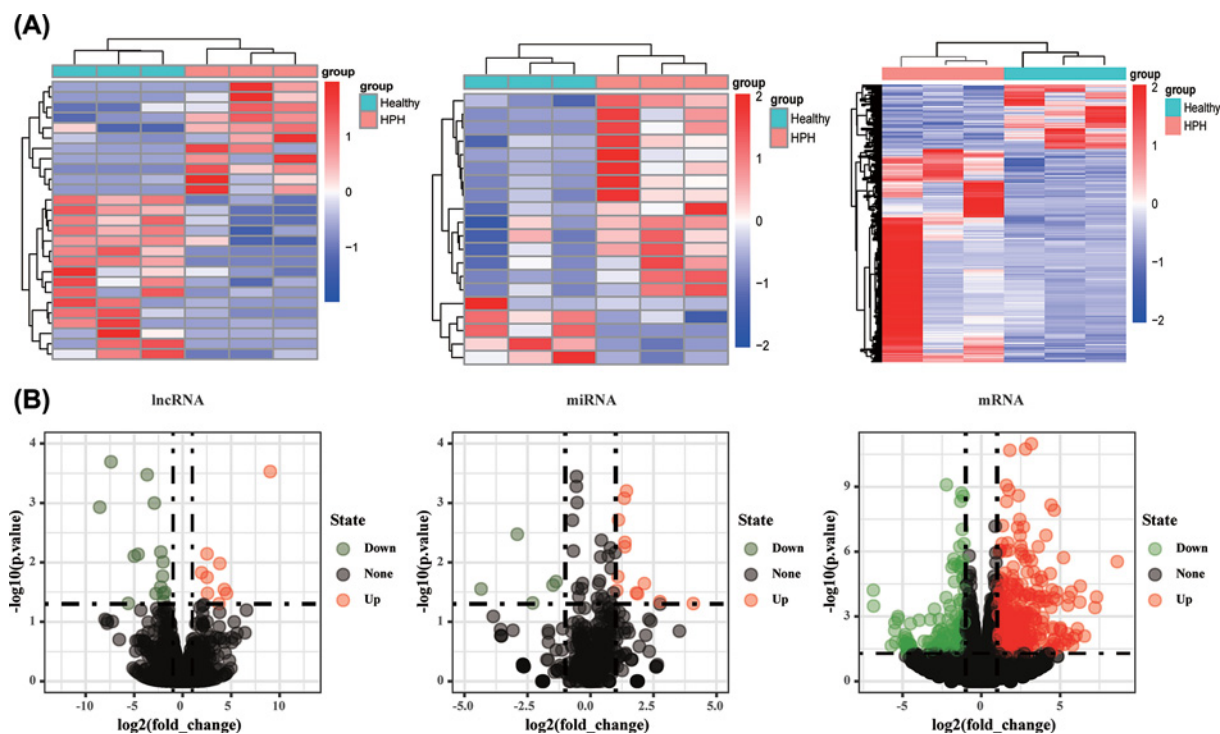 (A)
group
group
Healthy
HPH
1
0
−1
group
2
group
Healthy
HPH
1
0
−1
−2
group
2
group
Healthy
HPH
1
0
−1
−2
(B)
lncRNA
4
3
2
1
0
-log10(p.value)
-10
-5
0
5
10
log2(fold_change)
State
Down
None
Up
miRNA
4
3
2
1
0
-log10(p.value)
-5.0
-2.5
0.0
2.5
5.0
log2(fold_change)
State
Down
None
Up
mRNA
9
6
3
0
-log10(p.value)
-5
0
5
log2(fold_change)
State
Down
None
Up